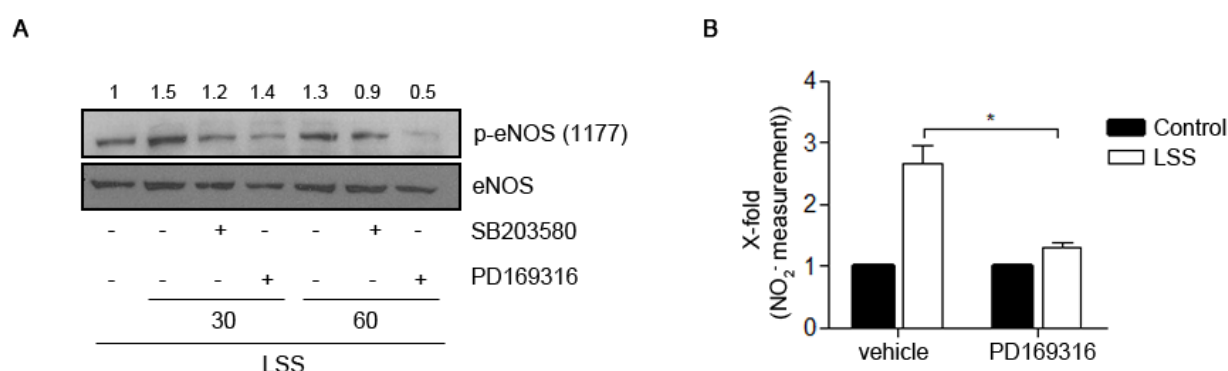 A
1 1.5 1.2 1.4 1.3 0.9 0.5
p-eNOS (1177)
eNOS
- - + - - + - SB203580
- - - + - - + PD169316
30 60
LSS
B
X-fold
(NO₂⁻ measurement))
4
3
2
1
0
*
Control
LSS
vehicle PD169316